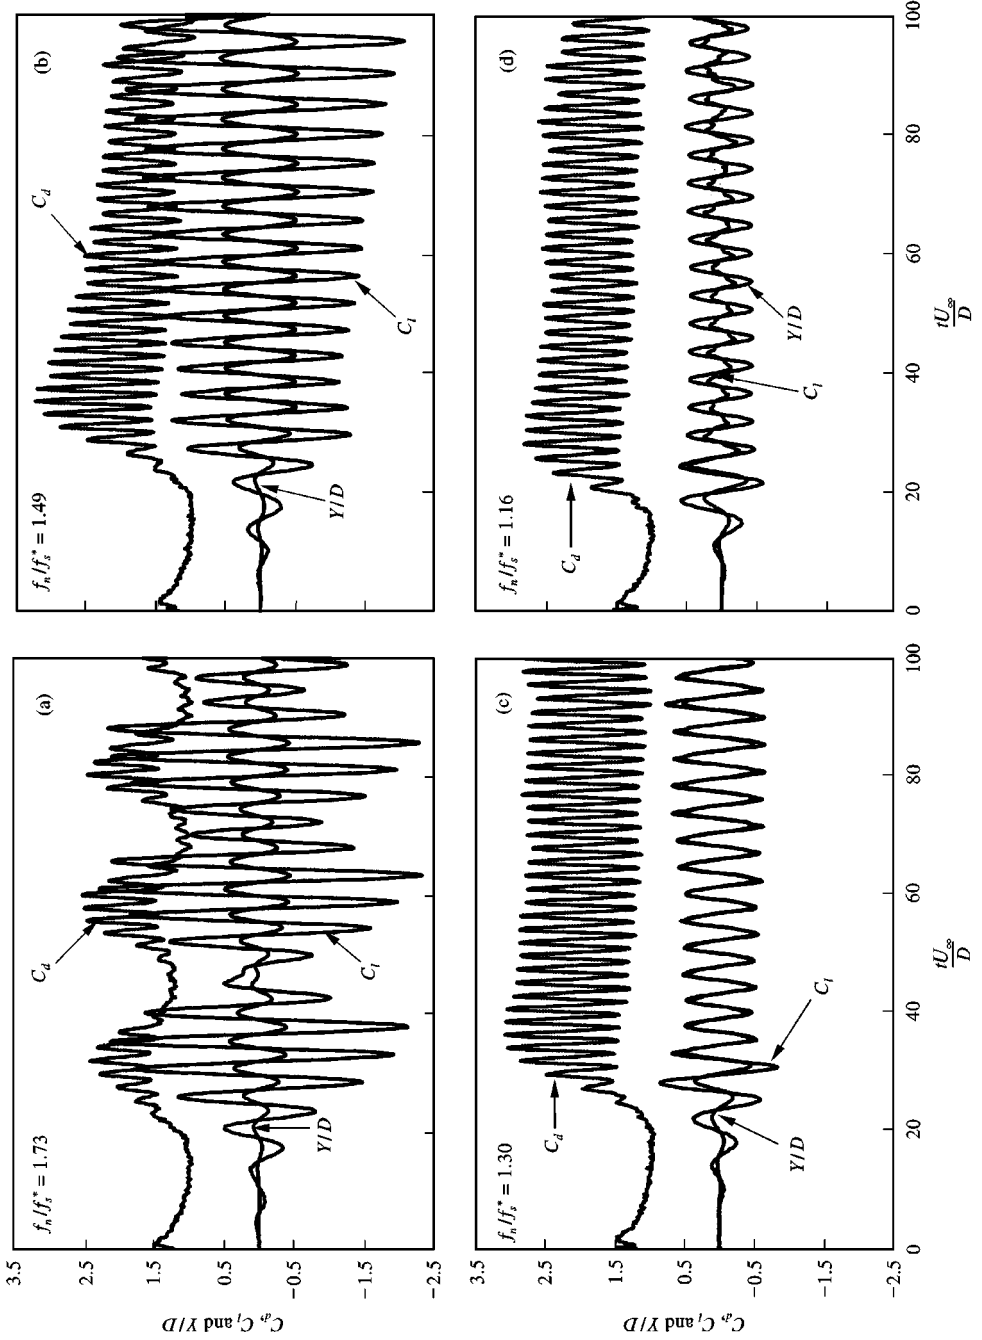 C_d, C_l and Y/D
3.5
2.5
1.5
0.5
-0.5
-1.5
-2.5
(a)
f_n/f_s* = 1.73
C_d
C_l
Y/D
(b)
f_n/f_s* = 1.49
C_d
C_l
Y/D
C_d, C_l and Y/D
3.5
2.5
1.5
0.5
-0.5
-1.5
-2.5
(c)
f_n/f_s* = 1.30
C_d
Y/D
C_l
0
20
40
60
80
100
tU_∞
D
(d)
f_n/f_s* = 1.16
C_d
C_l
Y/D
0
20
40
60
80
100
tU_∞
D